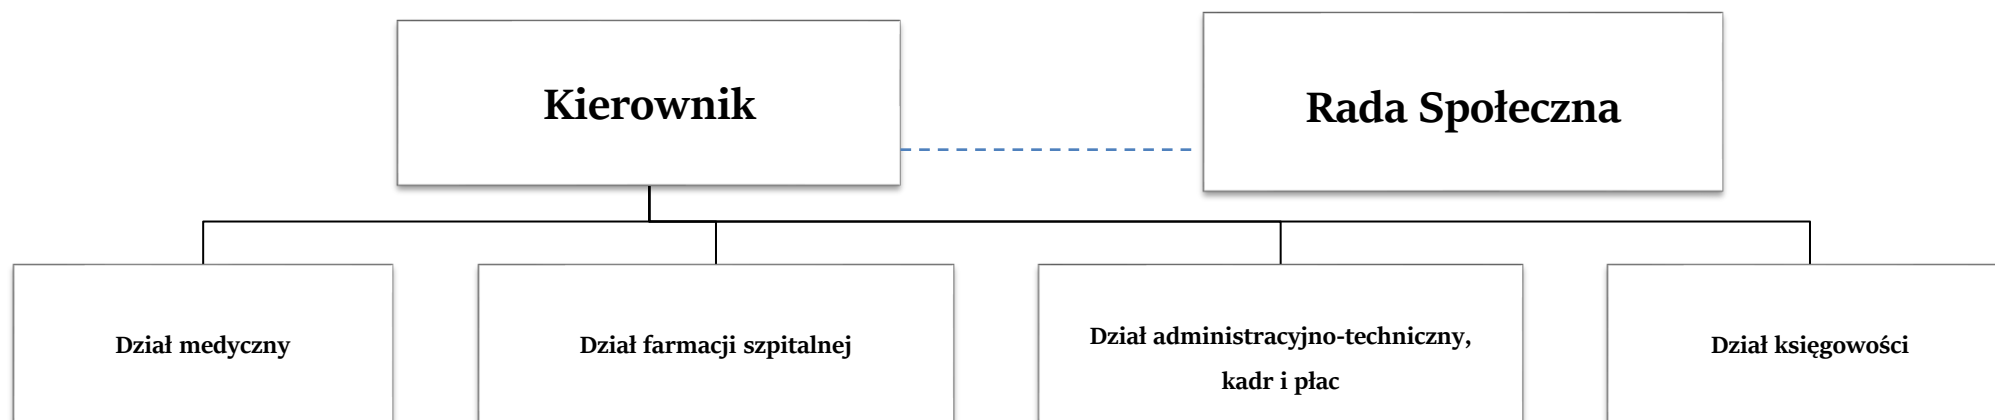 Kierownik
Rada Społeczna
Dział medyczny
Dział farmacji szpitalnej
Dział administracyjno-techniczny,
kadr i płac
Dział księgowości